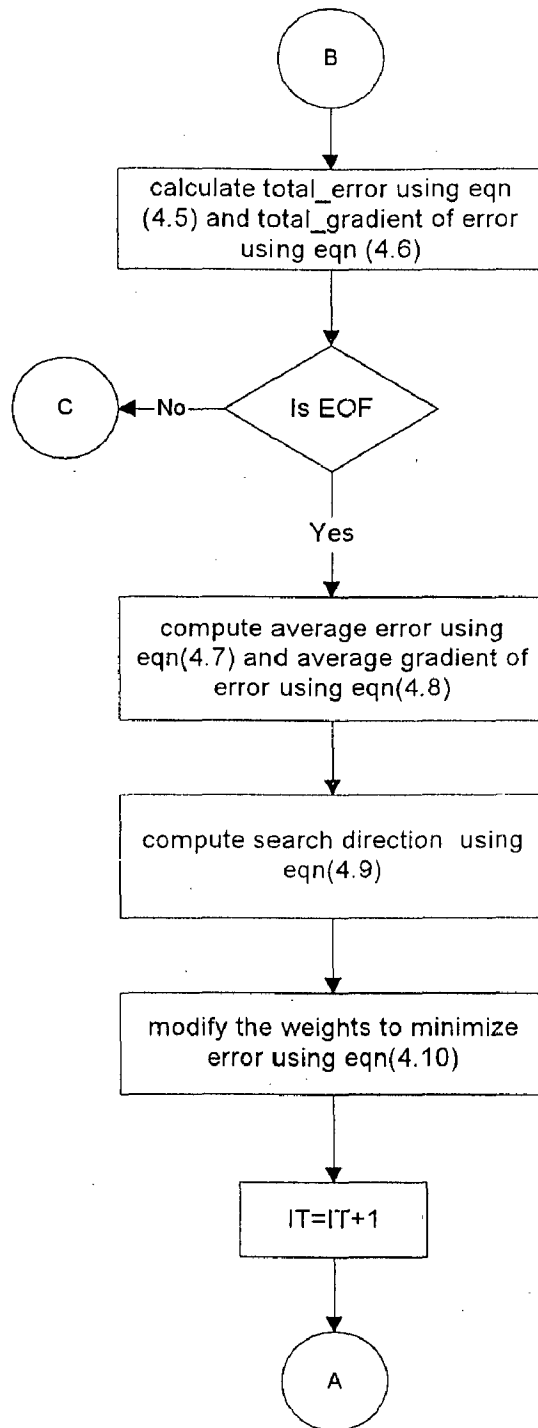 B
calculate total_error using eqn
(4.5) and total_gradient of error
using eqn (4.6)
C
No
Is EOF
Yes
compute average error using
eqn(4.7) and average gradient of
error using eqn(4.8)
compute search direction using
eqn(4.9)
modify the weights to minimize
error using eqn(4.10)
IT=IT+1
A